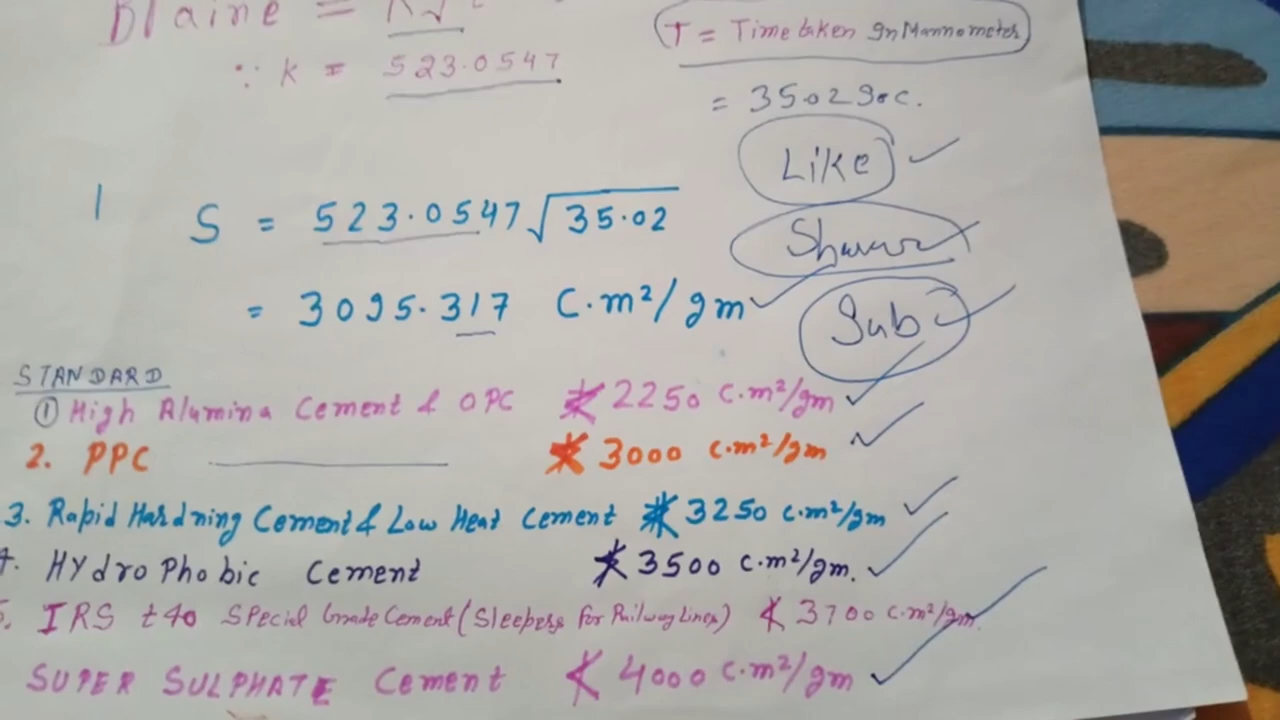 Blaine = K√
T = Time taken In Mannometer
∵ K = 523.0547
= 35.02 Sec.
Like
1 S = 523.0547√35.02
Sub
= 3095.317 C.m²/gm
STANDARD
① High Alumina Cement & OPC ≮ 2250 C.m²/gm
2. PPC ≮ 3000 C.m²/gm
3. Rapid Hardning Cement & Low Heat Cement ≮ 3250 C.m²/gm
4. HYdroPhobic Cement ≮ 3500 C.m²/gm.
5. IRS t40 SPecial Grade Cement (Sleepers for Railway Lines) ≮ 3700 C.m²/gm.
SUPER SULPHATE Cement ≮ 4000 C.m²/gm